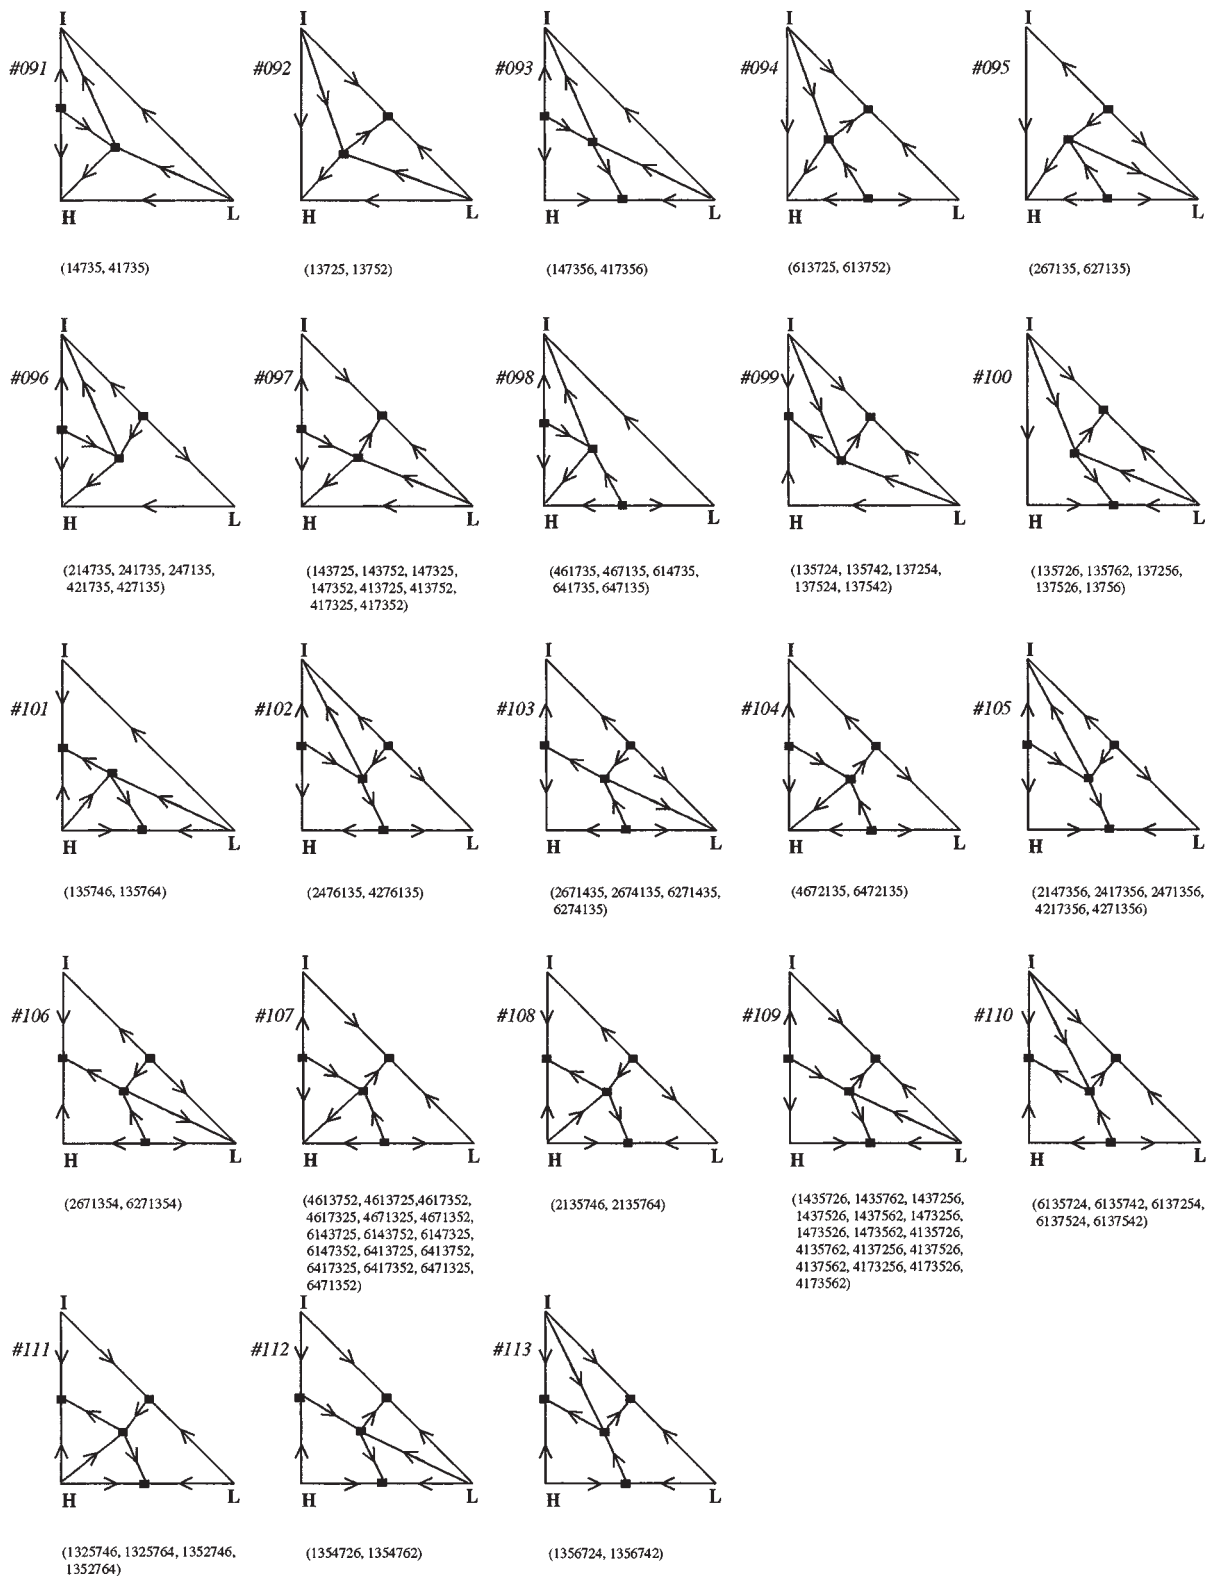 I I I I I
#091 #092 #093 #094 #095
H L H L H L H L H L
(14735, 41735) (13725, 13752) (147356, 417356) (613725, 613752) (267135, 627135)
I I I I I
#096 #097 #098 #099 #100
H L H L H L H L H L
(214735, 241735, 247135, (143725, 143752, 147325, (461735, 467135, 614735, (135724, 135742, 137254, (135726, 135762, 137256,
421735, 427135) 147352, 413725, 413752, 641735, 647135) 137524, 137542) 137526, 13756)
417325, 417352)
I I I I I
#101 #102 #103 #104 #105
H L H L H L H L H L
(135746, 135764) (2476135, 4276135) (2671435, 2674135, 6271435, (4672135, 6472135) (2147356, 2417356, 2471356,
6274135) 4217356, 4271356)
I I I I I
#106 #107 #108 #109 #110
H L H L H L H L H L
(2671354, 6271354) (4613752, 4613725,4617352, (2135746, 2135764) (1435726, 1435762, 1437256, (6135724, 6135742, 6137254,
4617325, 4671325, 4671352, 1437526, 1437562, 1473256, 6137524, 6137542)
6143725, 6143752, 6147325, 1473526, 1473562, 4135726,
6147352, 6413725, 6413752, 4135762, 4137256, 4137526,
6417325, 6417352, 6471325, 4137562, 4173256, 4173526,
6471352) 4173562)
I I I
#111 #112 #113
H L H L H L
(1325746, 1325764, 1352746, (1354726, 1354762) (1356724, 1356742)
1352764)